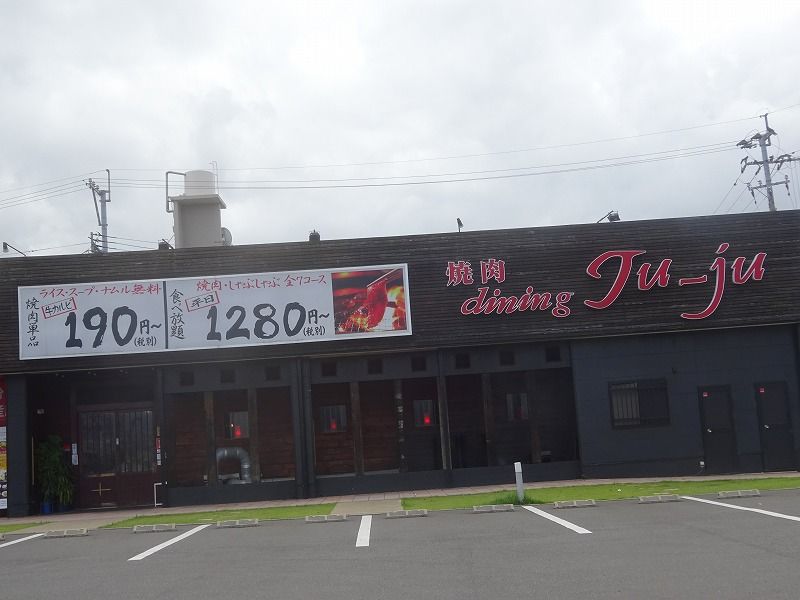 ライス・スープ・ナムル無料
焼肉単品
牛カルビ
190円～
(税別)
焼肉・しゃぶしゃぶ 全7コース
食べ放題
平日
1280円～
(税別)
焼肉
dining Ju-ju